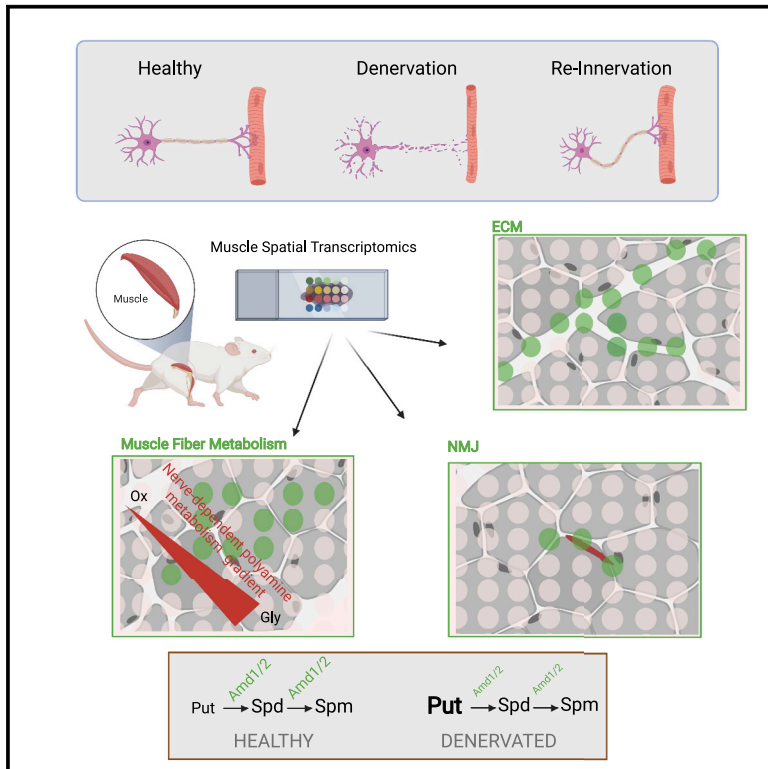 Healthy
Denervation
Re-Innervation
Muscle Spatial Transcriptomics
Muscle
ECM
Muscle Fiber Metabolism
Ox
Nerve-dependent polyamine
metabolism gradient
Gly
NMJ
Amd1/2
Amd1/2
Put
Spd
Spm
HEALTHY
Amd1/2
Amd1/2
Put
Spd
Spm
DENERVATED